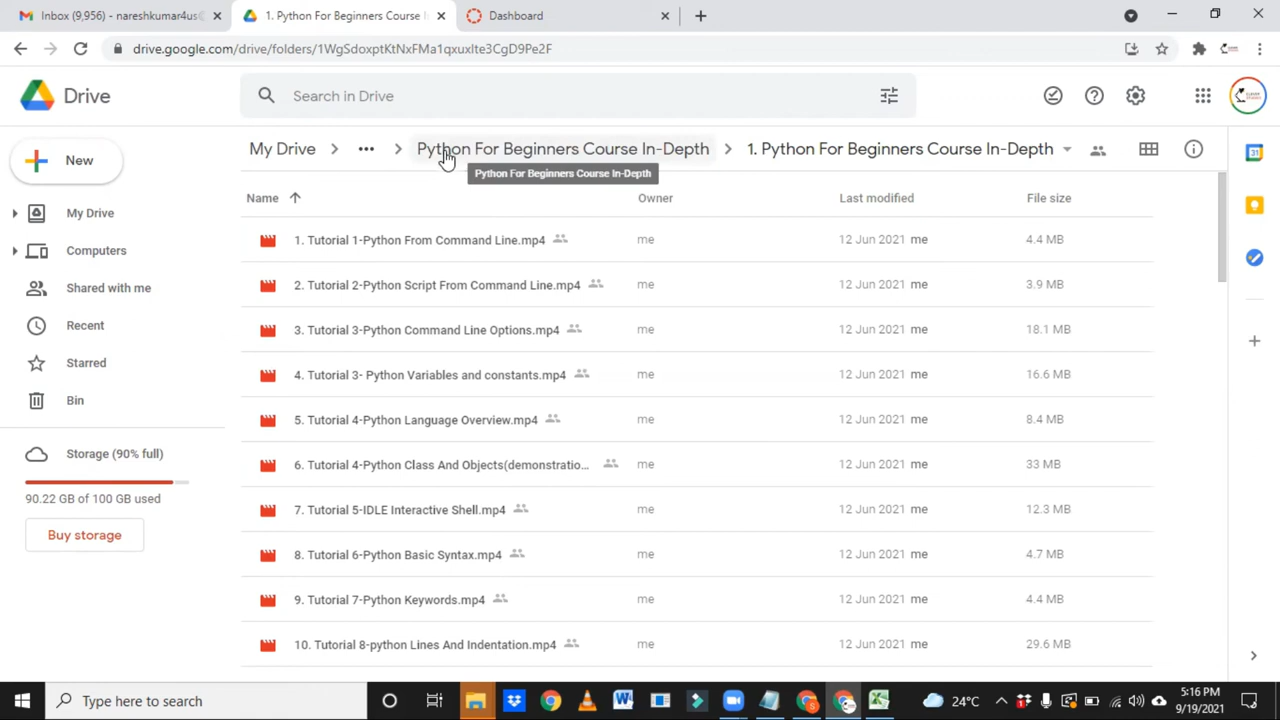 Inbox (9,956) - nareshkumar4us@
1. Python For Beginners Course I
Dashboard
drive.google.com/drive/folders/1WgSdoxptKtNxFMa1qxuxIte3CgD9Pe2F
Drive
Search in Drive
New
My Drive
Computers
Shared with me
Recent
Starred
Bin
Storage (90% full)
90.22 GB of 100 GB used
Buy storage
My Drive > ... > Python For Beginners Course In-Depth > 1. Python For Beginners Course In-Depth
Python For Beginners Course In-Depth
Name Owner Last modified File size
1. Tutorial 1-Python From Command Line.mp4 me 12 Jun 2021 me 4.4 MB
2. Tutorial 2-Python Script From Command Line.mp4 me 12 Jun 2021 me 3.9 MB
3. Tutorial 3-Python Command Line Options.mp4 me 12 Jun 2021 me 18.1 MB
4. Tutorial 3- Python Variables and constants.mp4 me 12 Jun 2021 me 16.6 MB
5. Tutorial 4-Python Language Overview.mp4 me 12 Jun 2021 me 8.4 MB
6. Tutorial 4-Python Class And Objects(demonstratio... me 12 Jun 2021 me 33 MB
7. Tutorial 5-IDLE Interactive Shell.mp4 me 12 Jun 2021 me 12.3 MB
8. Tutorial 6-Python Basic Syntax.mp4 me 12 Jun 2021 me 4.7 MB
9. Tutorial 7-Python Keywords.mp4 me 12 Jun 2021 me 4.4 MB
10. Tutorial 8-python Lines And Indentation.mp4 me 12 Jun 2021 me 29.6 MB
Type here to search
24°C
5:16 PM
9/19/2021